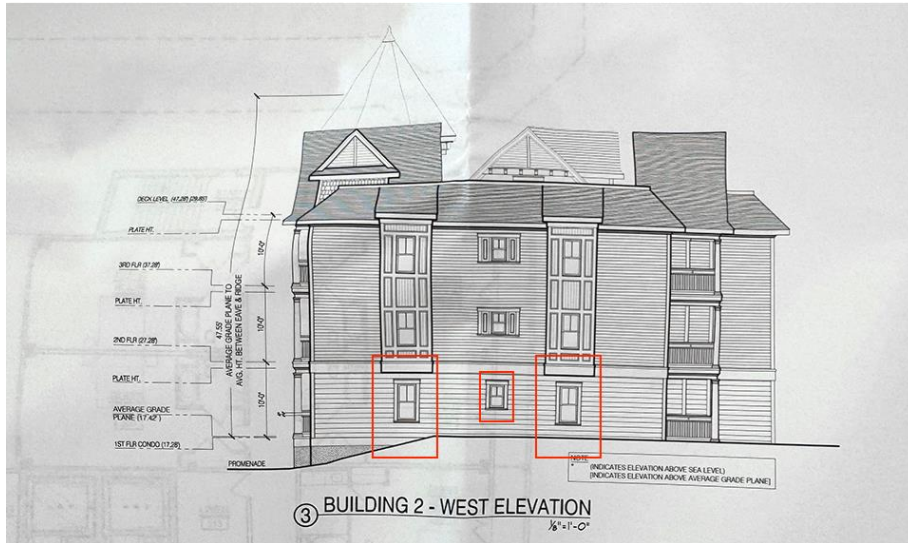 DECK LEVEL (47.28') [29.85']
PLATE HT.
3RD FLR (37.28')
PLATE HT.
2ND FLR (27.28')
PLATE HT.
AVERAGE GRADE
PLANE (17.42')
1ST FLR CONDO (17.28')
PROMENADE
47.55'
AVERAGE GRADE PLANE TO
AVG. HT. BETWEEN EAVE & RIDGE
10'-0"
10'-0"
10'-0"
NOTE
(INDICATES ELEVATION ABOVE SEA LEVEL)
[INDICATES ELEVATION ABOVE AVERAGE GRADE PLANE]
3 BUILDING 2 - WEST ELEVATION
1/8"=1'-0"